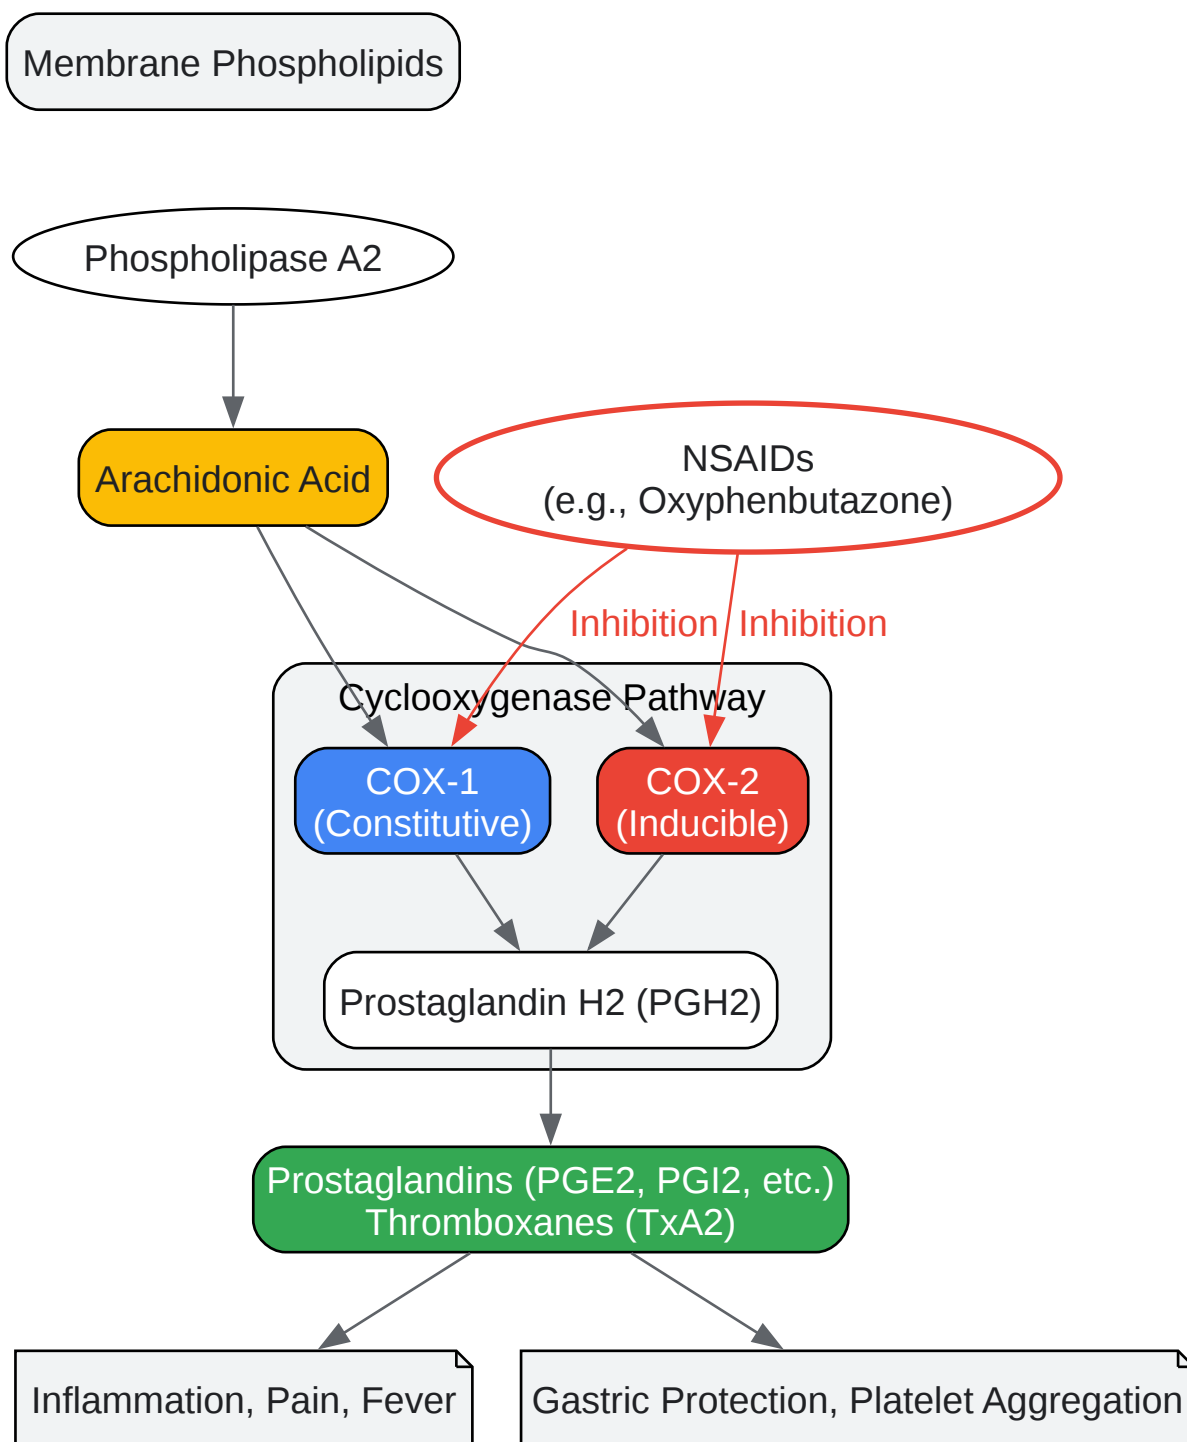 Membrane Phospholipids
Phospholipase A2
Arachidonic Acid
NSAIDs
(e.g., Oxyphenbutazone)
Inhibition
Inhibition
Cyclooxygenase Pathway
COX-1
(Constitutive)
COX-2
(Inducible)
Prostaglandin H2 (PGH2)
Prostaglandins (PGE2, PGI2, etc.)
Thromboxanes (TxA2)
Inflammation, Pain, Fever
Gastric Protection, Platelet Aggregation